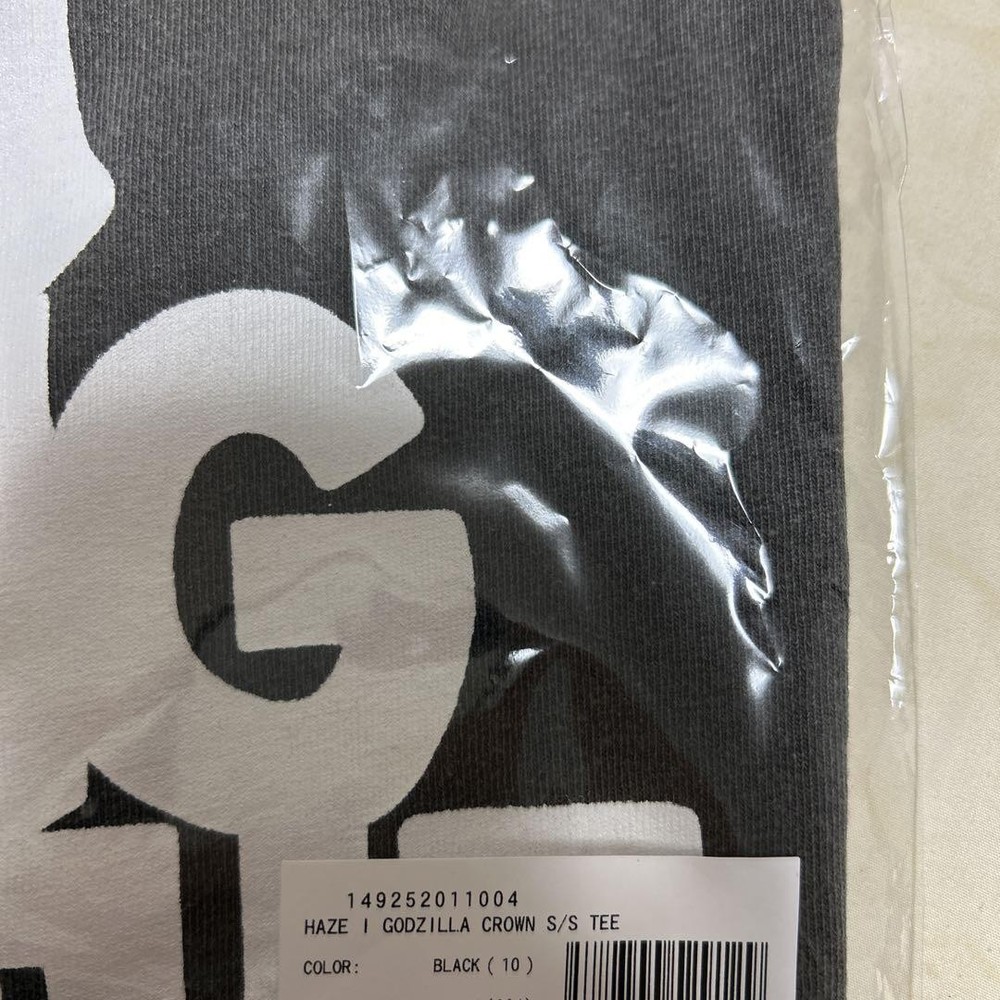 G
149252011004
HAZE I GODZILLA CROWN S/S TEE
COLOR: BLACK (10)